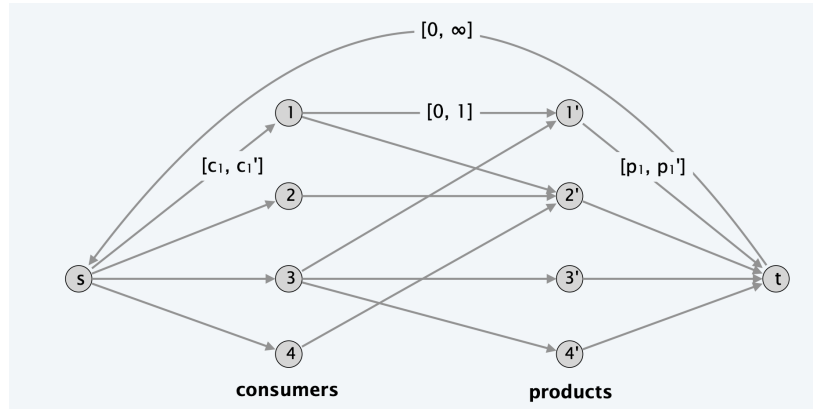 [0, ∞]
1
[0, 1]
1'
[c₁, c₁']
[p₁, p₁']
2
2'
s
3
3'
t
4
4'
consumers
products